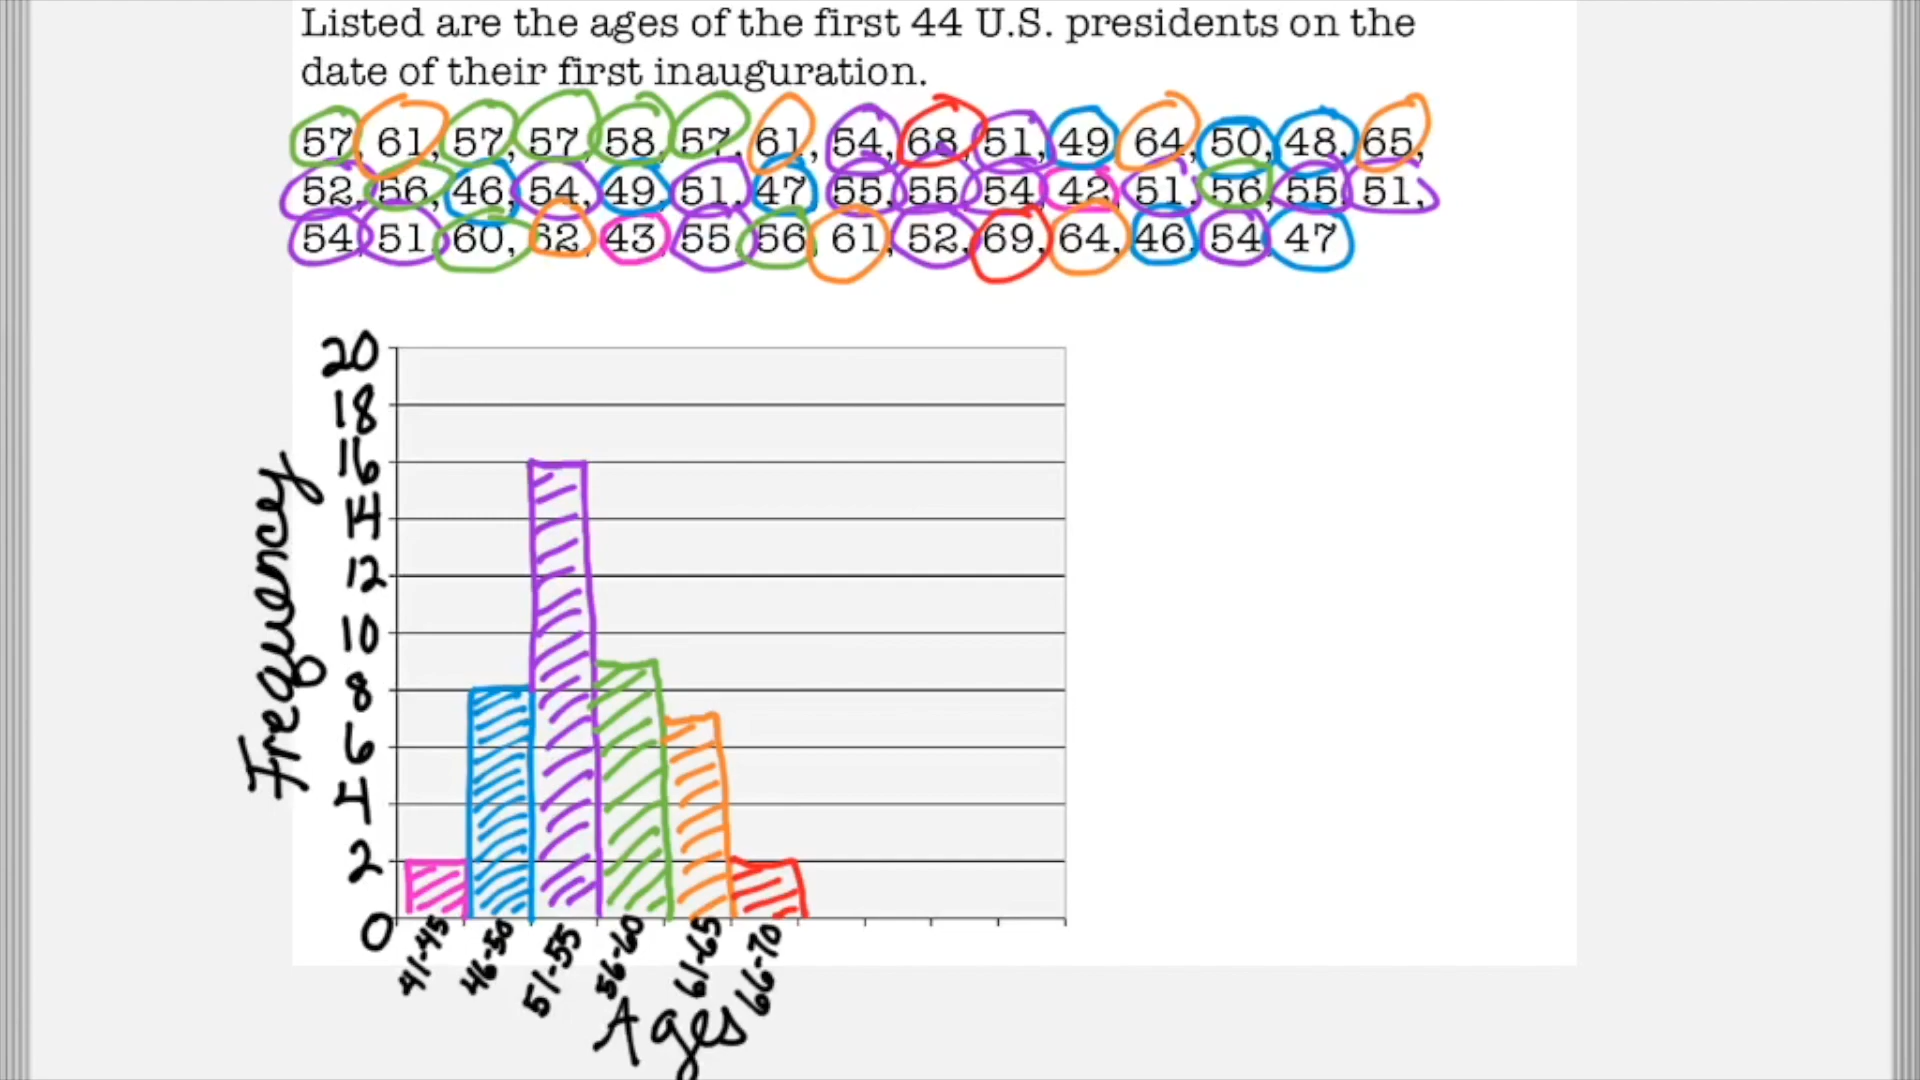 Listed are the ages of the first 44 U.S. presidents on the
date of their first inauguration.
57, 61, 57, 57, 58, 57, 61, 54, 68, 51, 49, 64, 50, 48, 65,
52, 56, 46, 54, 49, 51, 47, 55, 55, 54, 42, 51, 56, 55, 51,
54, 51, 60, 62, 43, 55, 56, 61, 52, 69, 64, 46, 54, 47
20
18
16
14
12
10
8
6
4
2
0
Frequency
41-45
46-50
51-55
56-60
61-65
66-70
Ages